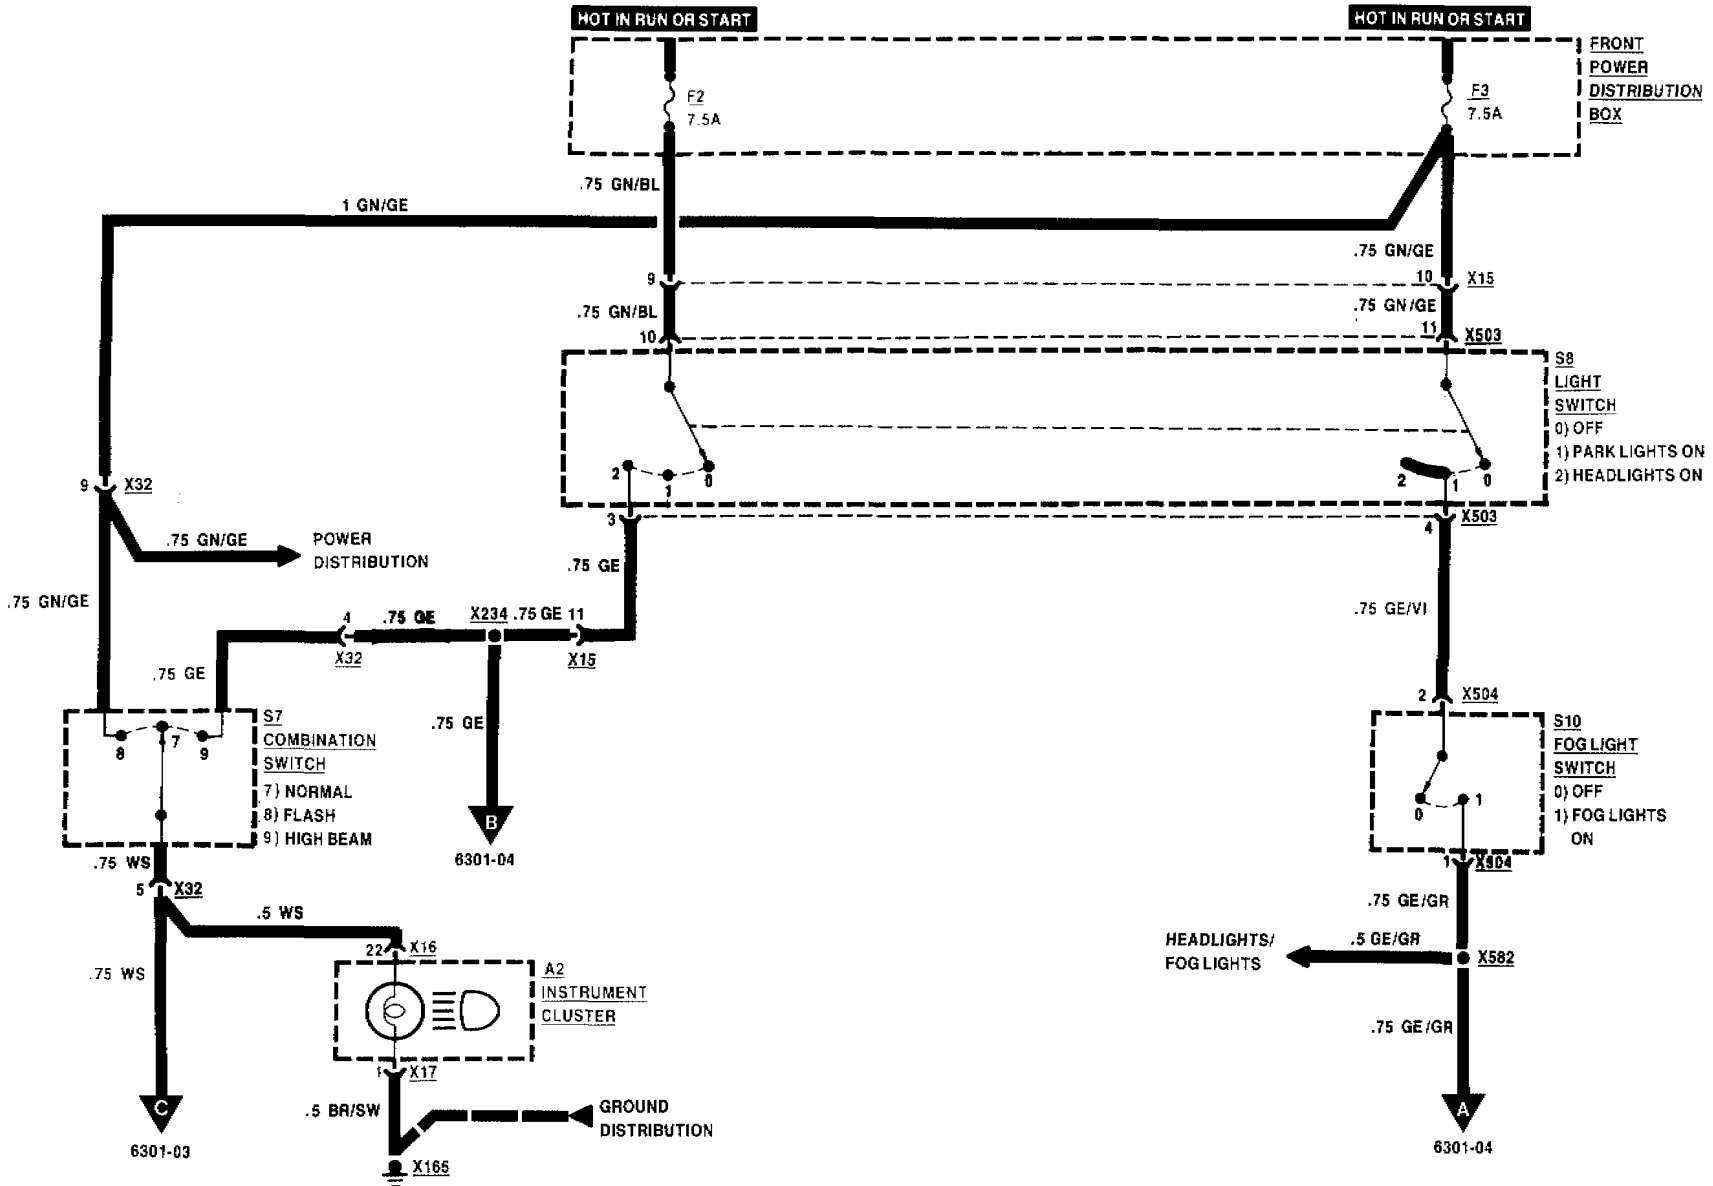 HOT IN RUN OR START
HOT IN RUN OR START
FRONT
POWER
DISTRIBUTION
BOX
F2
7.5A
F3
7.5A
.75 GN/BL
1 GN/GE
.75 GN/GE
9
10
X15
.75 GN/BL
.75 GN/GE
10
11
X503
S8
LIGHT
SWITCH
0) OFF
1) PARK LIGHTS ON
2) HEADLIGHTS ON
2
1
0
2
1
0
9
X32
3
4
X503
.75 GN/GE
POWER
DISTRIBUTION
.75 GE
.75 GN/GE
.75 GE/VI
4
.75 GE
X234
.75 GE
11
X32
X15
.75 GE
2
X504
.75 GE
S7
COMBINATION
SWITCH
7) NORMAL
8) FLASH
9) HIGH BEAM
8
7
9
S10
FOG LIGHT
SWITCH
0) OFF
1) FOG LIGHTS
ON
0
1
B
6301-04
.75 WS
5
X32
1
X504
.75 GE/GR
.5 WS
22
X16
HEADLIGHTS/
FOG LIGHTS
.5 GE/GR
X582
.75 WS
A2
INSTRUMENT
CLUSTER
.75 GE/GR
1
X17
.5 BR/SW
GROUND
DISTRIBUTION
C
6301-03
A
6301-04
X165